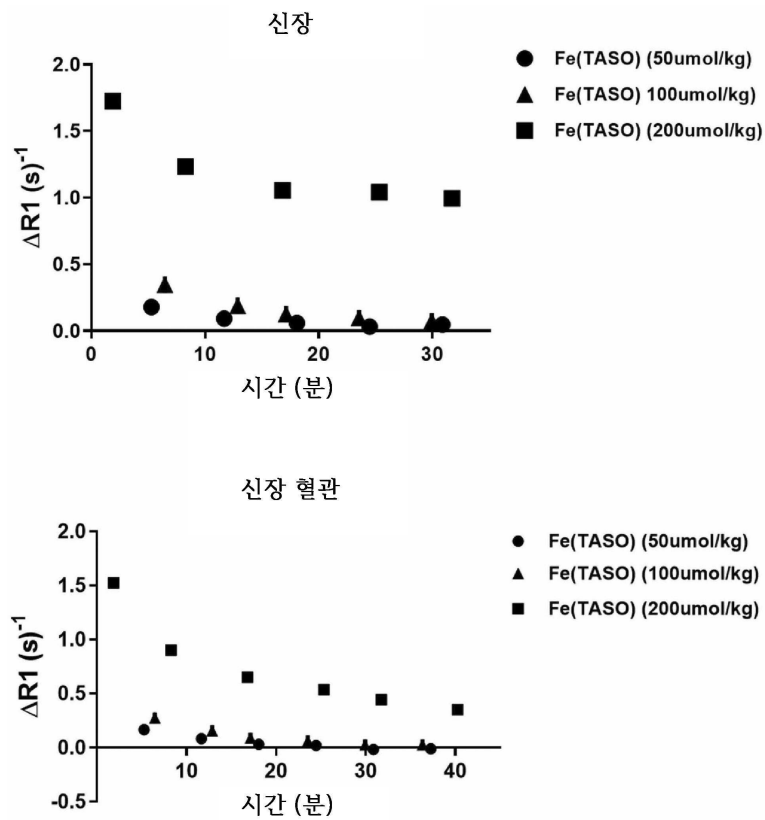 신장
Fe(TASO) (50umol/kg)
Fe(TASO) 100umol/kg)
Fe(TASO) (200umol/kg)
ΔR1 (s)-1
2.0
1.5
1.0
0.5
0.0
0 10 20 30
시간 (분)
신장 혈관
Fe(TASO) (50umol/kg)
Fe(TASO) (100umol/kg)
Fe(TASO) (200umol/kg)
ΔR1 (s)-1
2.0
1.5
1.0
0.5
0.0
-0.5
10 20 30 40
시간 (분)